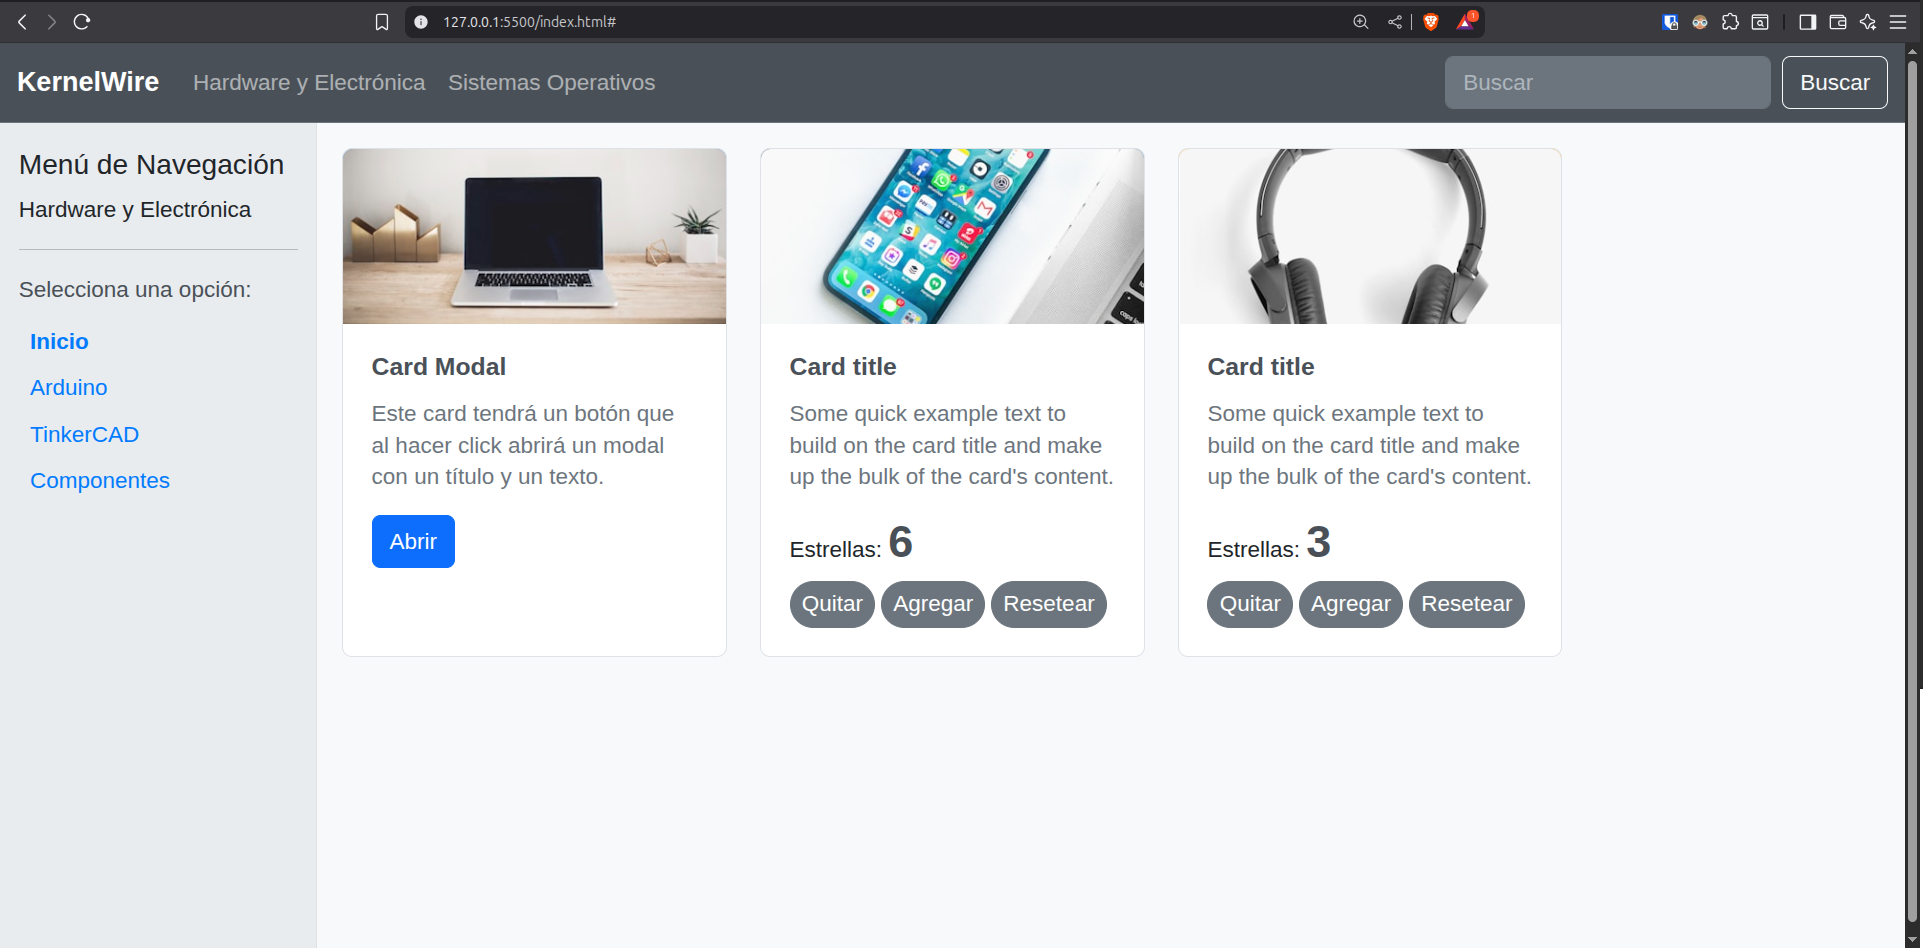 127.0.0.1:5500/index.html#
1
KernelWire
Hardware y Electrónica
Sistemas Operativos
Buscar
Buscar
Menú de Navegación
Hardware y Electrónica
Selecciona una opción:
Inicio
Arduino
TinkerCAD
Componentes
Card Modal
Este card tendrá un botón que
al hacer click abrirá un modal
con un título y un texto.
Abrir
caps lo
Card title
Some quick example text to
build on the card title and make
up the bulk of the card's content.
Estrellas: 6
Quitar
Agregar
Resetear
Card title
Some quick example text to
build on the card title and make
up the bulk of the card's content.
Estrellas: 3
Quitar
Agregar
Resetear